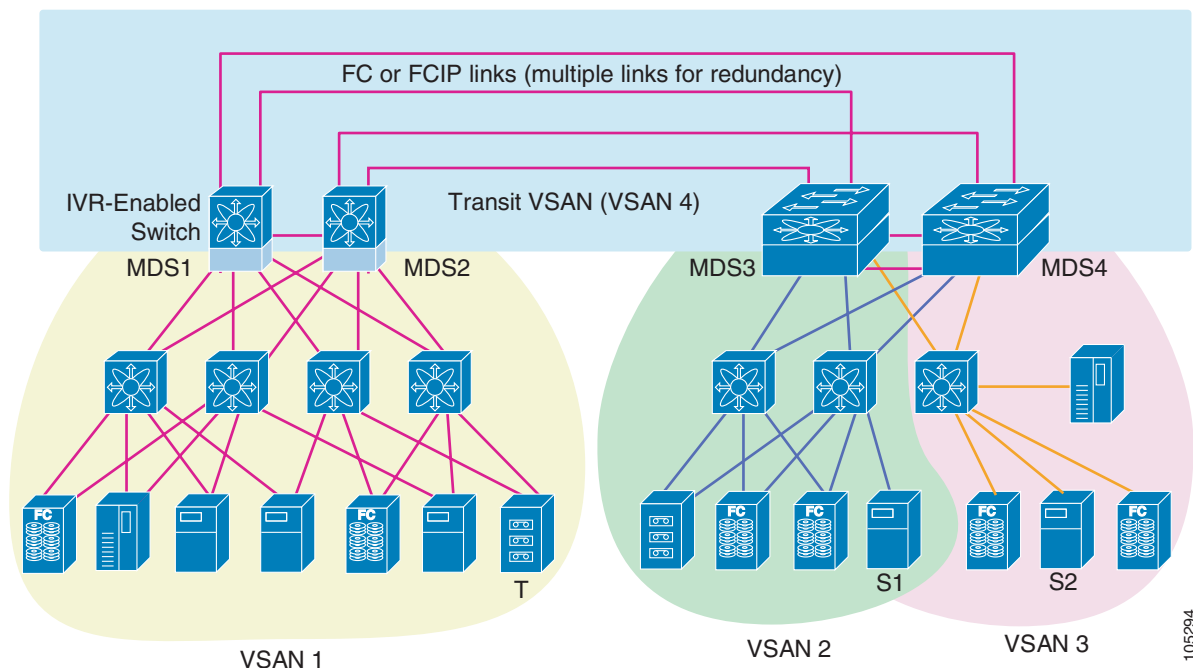 FC or FCIP links (multiple links for redundancy)
IVR-Enabled
Switch
Transit VSAN (VSAN 4)
MDS1
MDS2
MDS3
MDS4
FC
FC
FC
FC
FC
FC
T
S1
S2
VSAN 1
VSAN 2
VSAN 3
105294